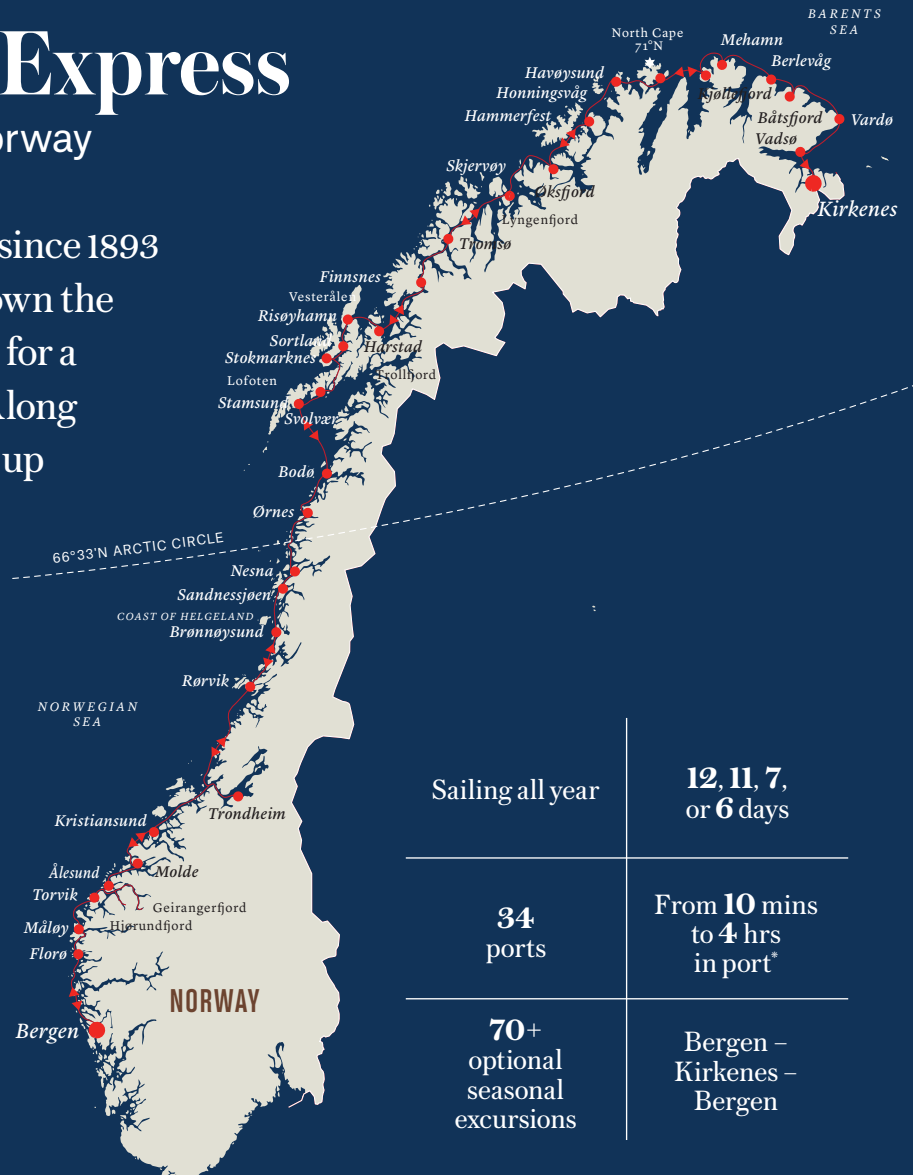 Express
orway
since 1893
own the
for a
along
up
BARENTS
SEA
North Cape
71°N
Mehamn
Berlevåg
Havøysund
Honningsvåg
Kjøllefjord
Hammerfest
Båtsfjord
Vardø
Vadsø
Skjervøy
Øksfjord
Kirkenes
Lyngenfjord
Tromsø
Finnsnes
Vesterålen
Risøyhamn
Sortland
Harstad
Stokmarknes
Trollfjord
Lofoten
Stamsund
Svolvær
Bodø
Ørnes
66°33'N ARCTIC CIRCLE
Nesna
Sandnessjøen
COAST OF HELGELAND
Brønnøysund
Rørvik
NORWEGIAN
SEA
Trondheim
Kristiansund
Molde
Ålesund
Torvik
Geirangerfjord
Hjørundfjord
Måløy
Florø
NORWAY
Bergen
Sailing all year
12, 11, 7,
or 6 days
34
ports
From 10 mins
to 4 hrs
in port*
70+
optional
seasonal
excursions
Bergen –
Kirkenes –
Bergen